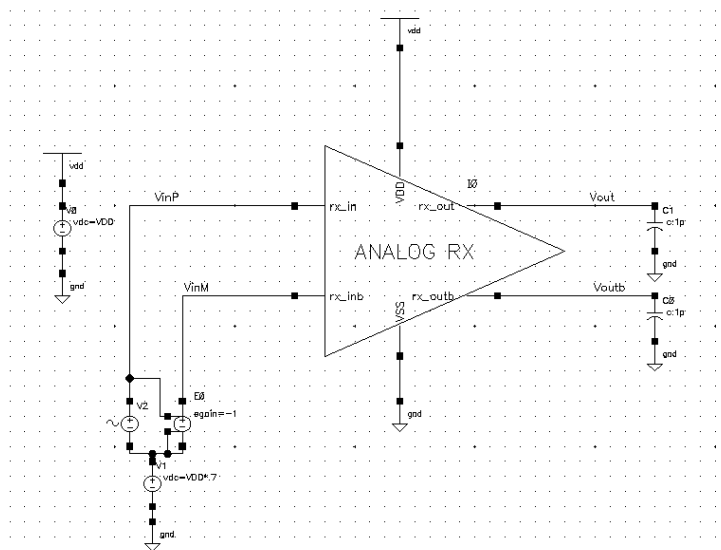 vdd
vdd
V0
vdc=VDD
gnd
VinP
VinM
rx_in
rx_inb
VDD
VSS
ANALOG RX
I0
rx_out
rx_outb
Vout
Voutb
C1
c:1p
gnd
C0
c:1p
gnd
gnd
V2
E0
egain=-1
V1
vdc=VDD*.7
gnd